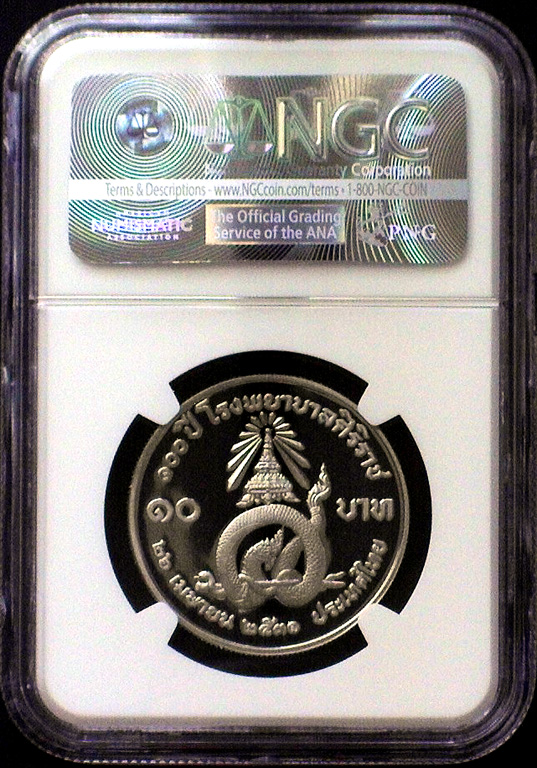 NGC
Corporation
Terms & Descriptions • www.NGCcoin.com/terms • 1-800-NGC-COIN
NUMISMATIC
ASSOCIATION
The Official Grading
Service of the ANA
PNG
๑๐๐ ปี โรงพยาบาลศิริราช
๑๐ บาท
๒๖ เมษายน ๒๕๓๑ ประเทศไทย